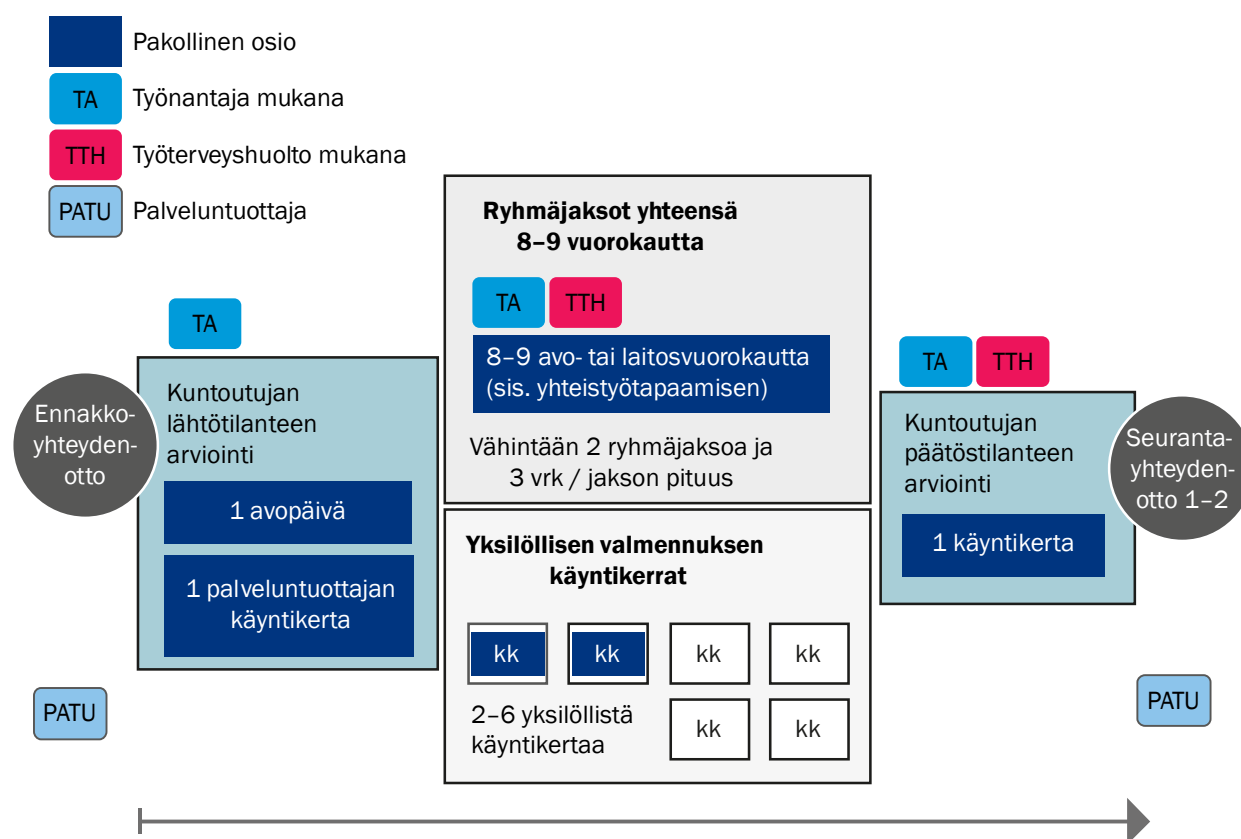 Pakollinen osio
TA
Työnantaja mukana
TTH
Työterveyshuolto mukana
PATU
Palveluntuottaja
Ennakko-
yhteyden-
otto
TA
Kuntoutujan
lähtötilanteen
arviointi
1 avopäivä
1 palveluntuottajan
käyntikerta
PATU
Ryhmäjaksot yhteensä
8–9 vuorokautta
TA
TTH
8–9 avo- tai laitosvuorokautta
(sis. yhteistyötapaamisen)
Vähintään 2 ryhmäjaksoa ja
3 vrk / jakson pituus
Yksilöllisen valmennuksen
käyntikerrat
kk
kk
kk
kk
2–6 yksilöllistä
käyntikertaa
kk
kk
TA
TTH
Kuntoutujan
päätöstilanteen
arviointi
1 käyntikerta
Seuranta-
yhteyden-
otto 1–2
PATU